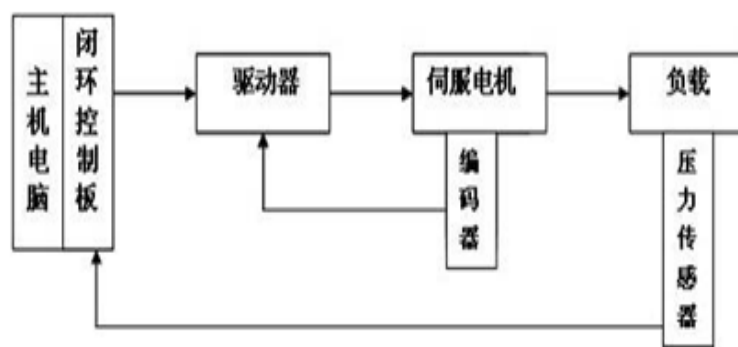 主机电脑
闭环控制板
驱动器
伺服电机
负载
编码器
压力传感器